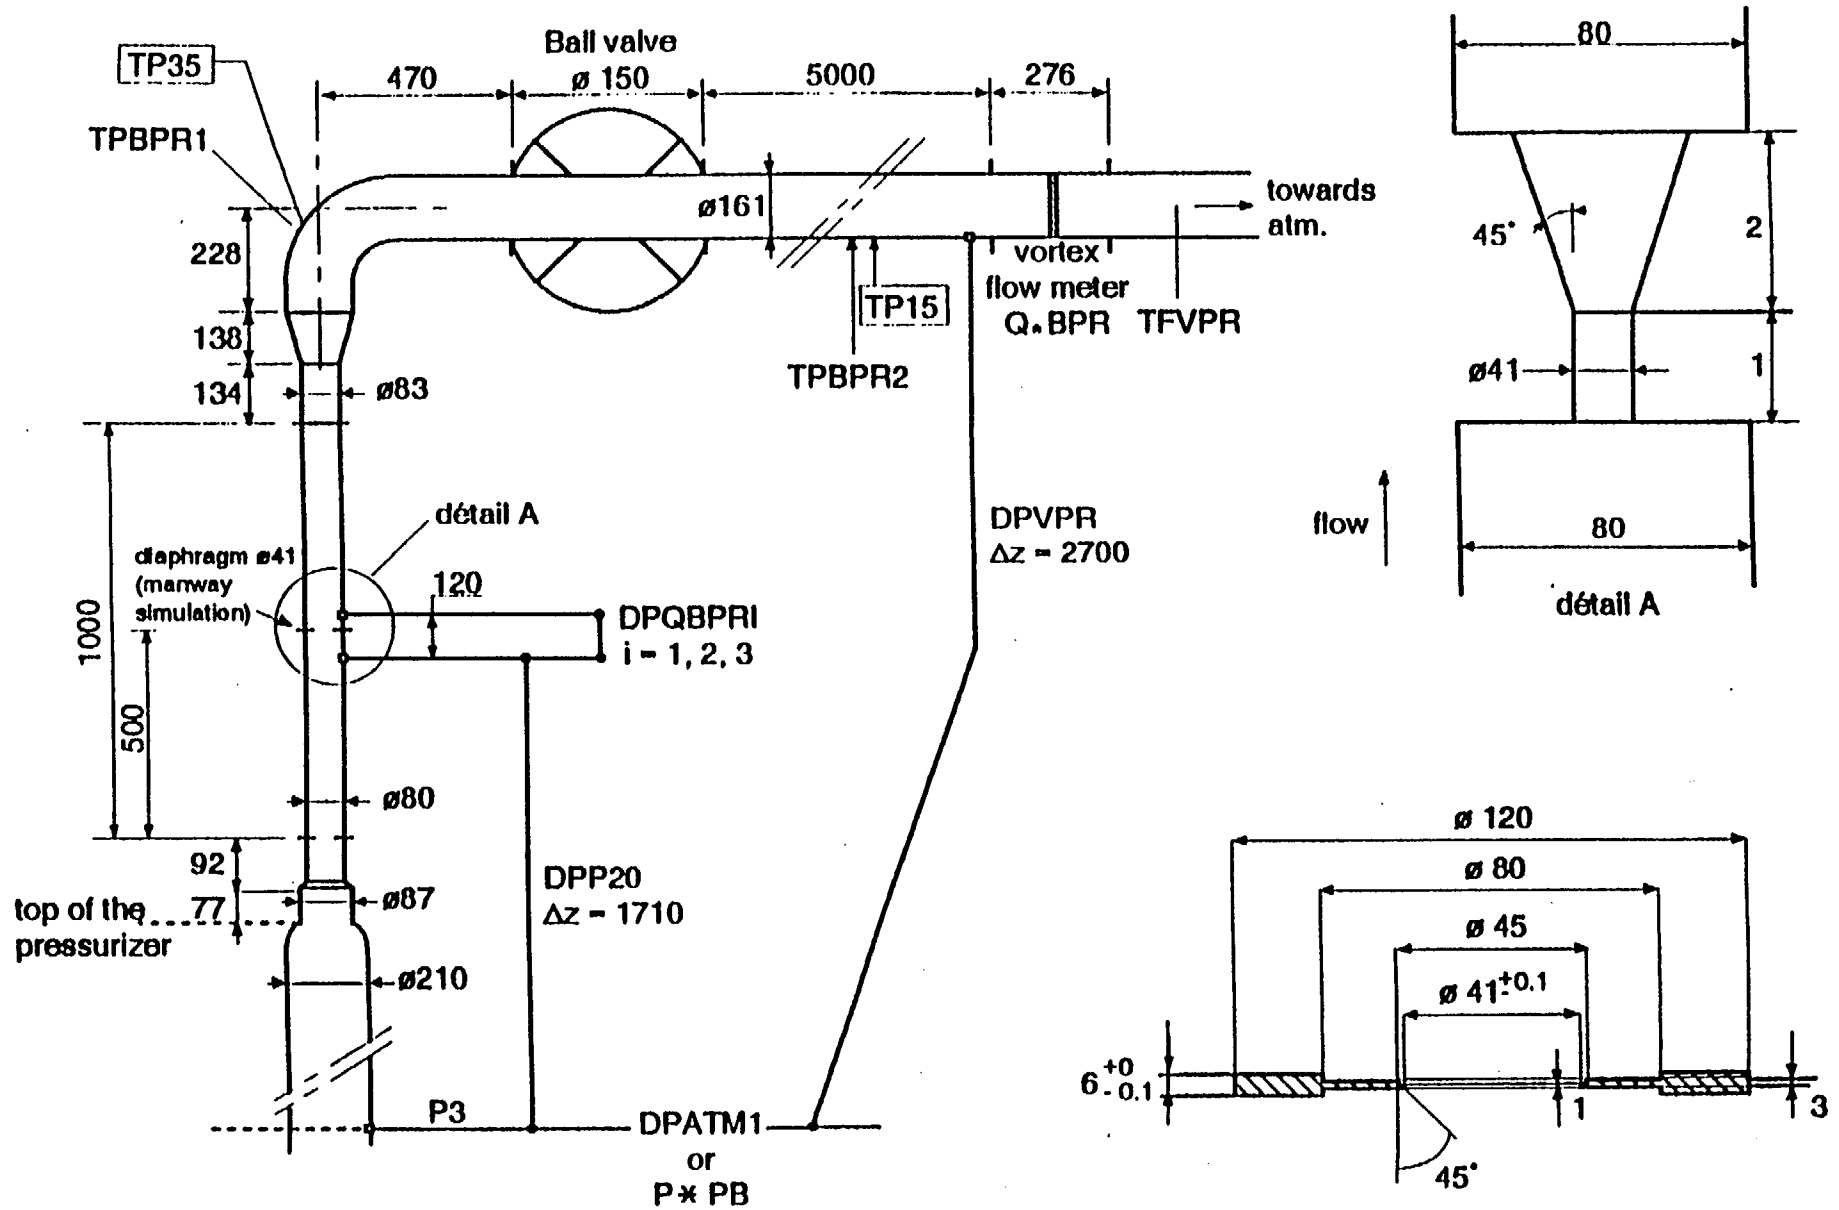 Ball valve
ø 150
TP35
TPBPR1
470
5000
276
ø161
towards
atm.
228
138
134
ø83
TP15
TPBPR2
vortex
flow meter
Q*BPR
TFVPR
détail A
diaphragm ø41
(manway
simulation)
120
DPQBPRI
i = 1, 2, 3
DPVPR
Δz = 2700
1000
500
ø80
92
77
ø87
top of the
pressurizer
ø210
DPP20
Δz = 1710
P3
DPATM1
or
P* PB
80
45°
2
ø41
1
flow
80
détail A
ø 120
ø 80
ø 45
ø 41+0.1
-
6+0
-0.1
1
3
45°